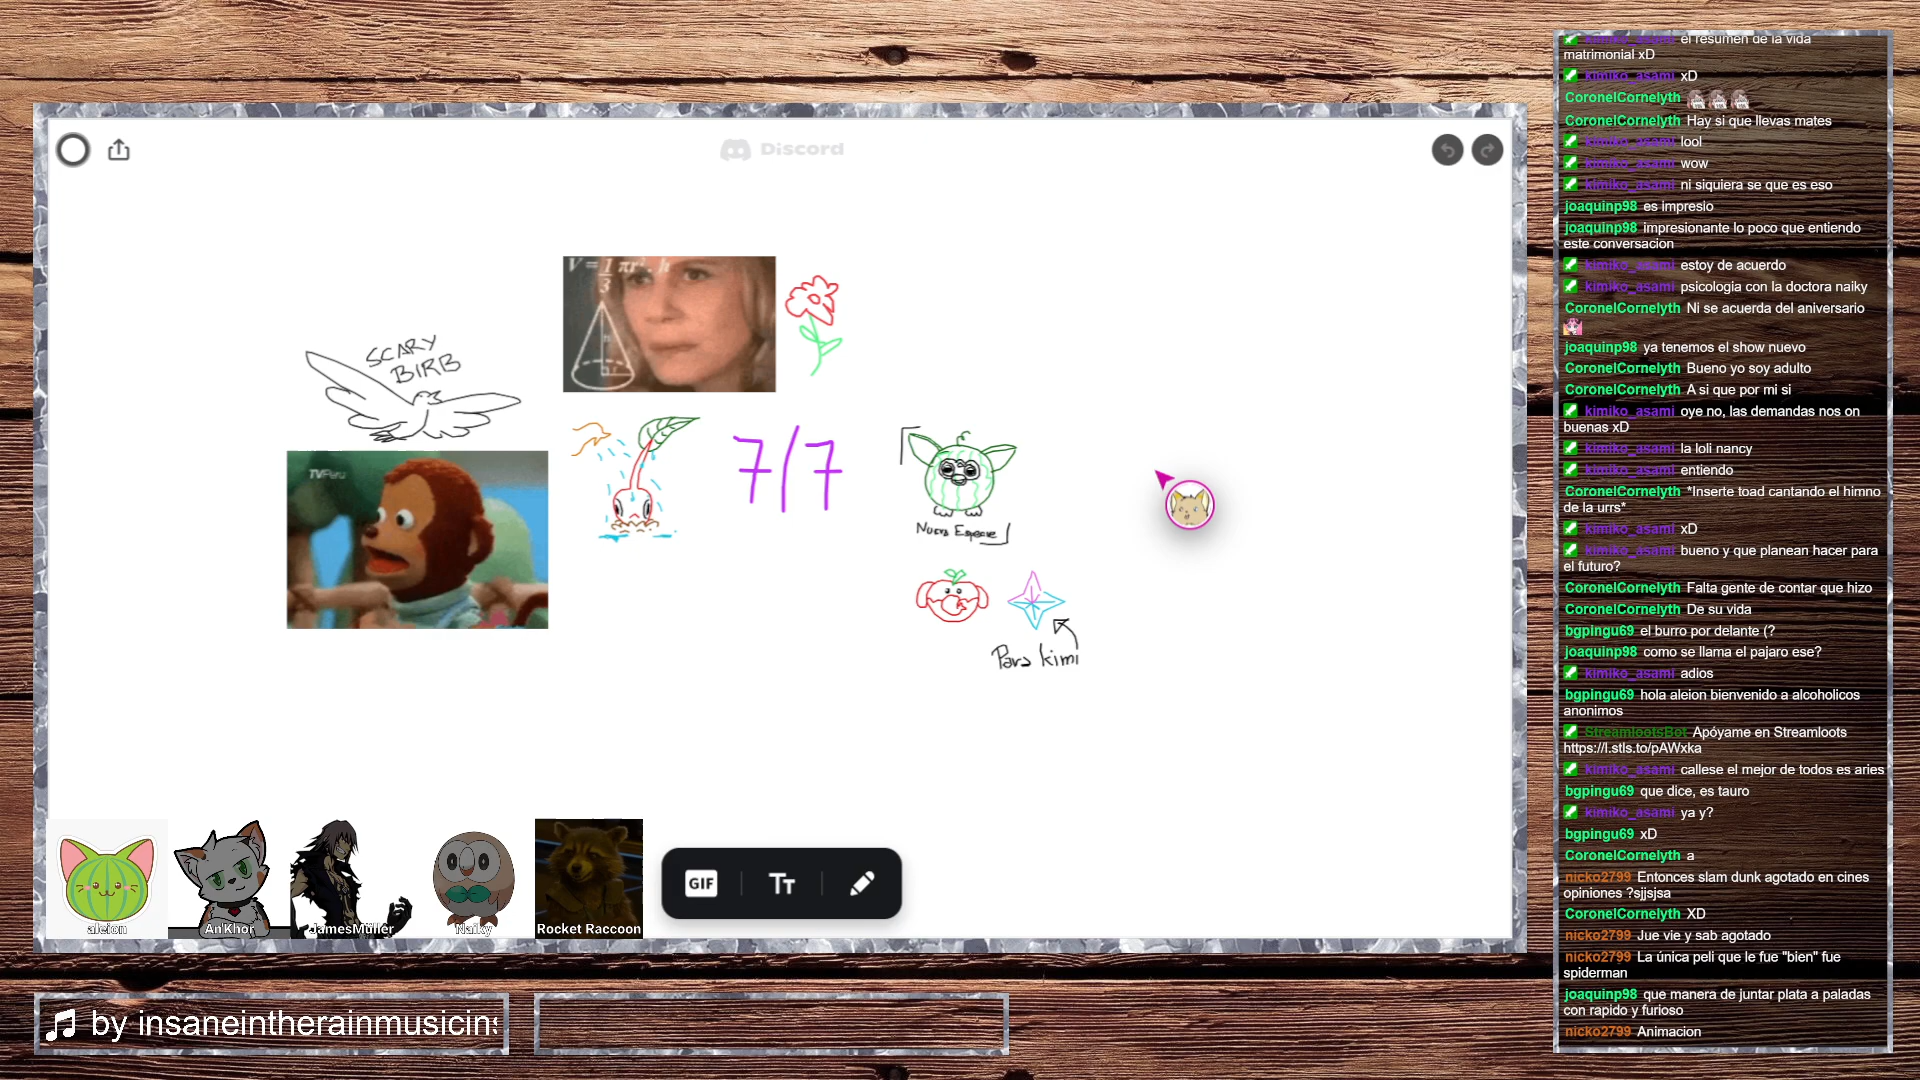 Discord
V = 1/3 πr² h
SCARY
BIRB
TVPerú
7/7
Nueva Especie
Para kimi
GIF
TT
aleion
An'Khor
JamesMüller
Naiky
Rocket Raccoon
by insaneintherainmusicins
kimiko_asami el resumen de la vida
matrimonial xD
kimiko_asami xD
CoronelCornelyth
CoronelCornelyth Hay si que llevas mates
kimiko_asami lool
kimiko_asami wow
kimiko_asami ni siquiera se que es eso
joaquinp98 es impresio
joaquinp98 impresionante lo poco que entiendo
este conversacion
kimiko_asami estoy de acuerdo
kimiko_asami psicologia con la doctora naiky
CoronelCornelyth Ni se acuerda del aniversario
joaquinp98 ya tenemos el show nuevo
CoronelCornelyth Bueno yo soy adulto
CoronelCornelyth A si que por mi si
kimiko_asami oye no, las demandas nos on
buenas xD
kimiko_asami la loli nancy
kimiko_asami entiendo
CoronelCornelyth *Inserte toad cantando el himno
de la urrs*
kimiko_asami xD
kimiko_asami bueno y que planean hacer para
el futuro?
CoronelCornelyth Falta gente de contar que hizo
CoronelCornelyth De su vida
bgpingu69 el burro por delante (?
joaquinp98 como se llama el pajaro ese?
kimiko_asami adios
bgpingu69 hola aleion bienvenido a alcoholicos
anonimos
StreamlootsBot Apóyame en Streamloots
https://l.stls.to/pAWxka
kimiko_asami callese el mejor de todos es aries
bgpingu69 que dice, es tauro
kimiko_asami ya y?
bgpingu69 xD
CoronelCornelyth a
nicko2799 Entonces slam dunk agotado en cines
opiniones ?sjjsjsa
CoronelCornelyth XD
nicko2799 Jue vie y sab agotado
nicko2799 La única peli que le fue "bien" fue
spiderman
joaquinp98 que manera de juntar plata a paladas
con rapido y furioso
nicko2799 Animacion